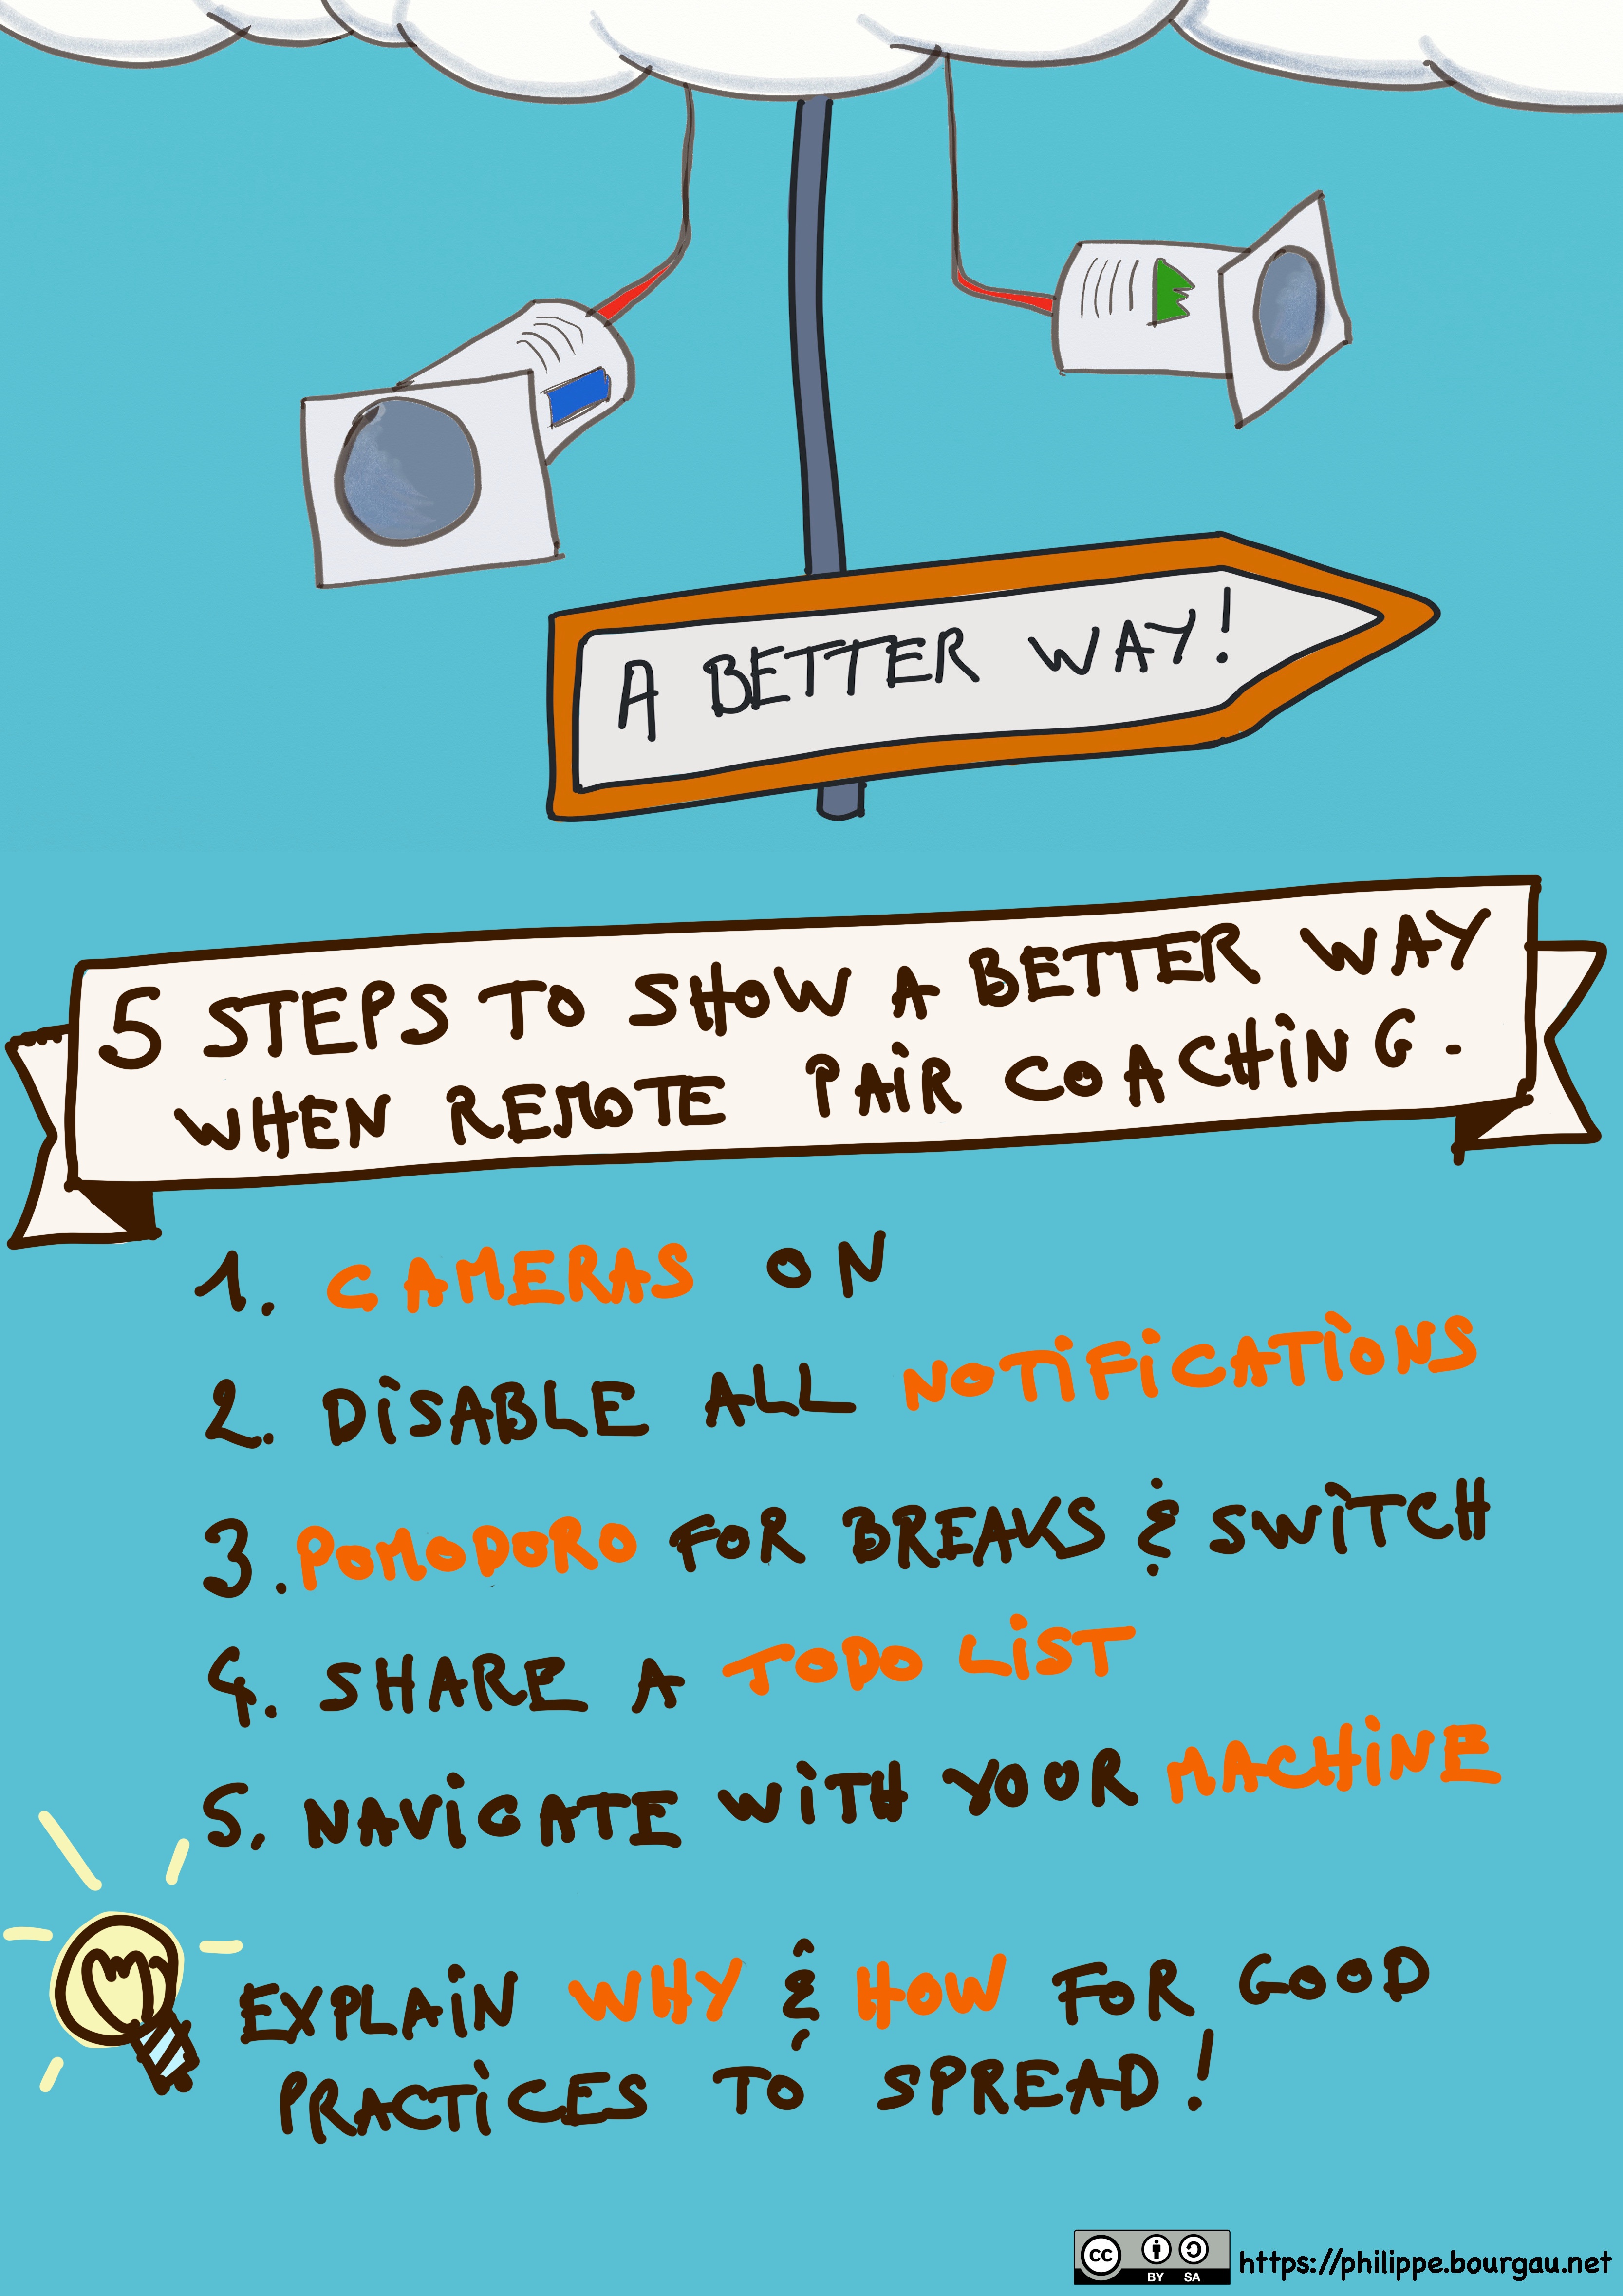 A BETTER WAY!
5 STEPS TO SHOW A BETTER WAY
WHEN REMOTE PAIR COACHING.
1. CAMERAS ON
2. DISABLE ALL NOTIFICATIONS
3. POMODORO FOR BREAKS & SWITCH
4. SHARE A TODO LIST
5. NAVIGATE WITH YOUR MACHINE
EXPLAIN WHY & HOW FOR GOOD
PRACTICES TO SPREAD!
cc BY SA https://philippe.bourgau.net